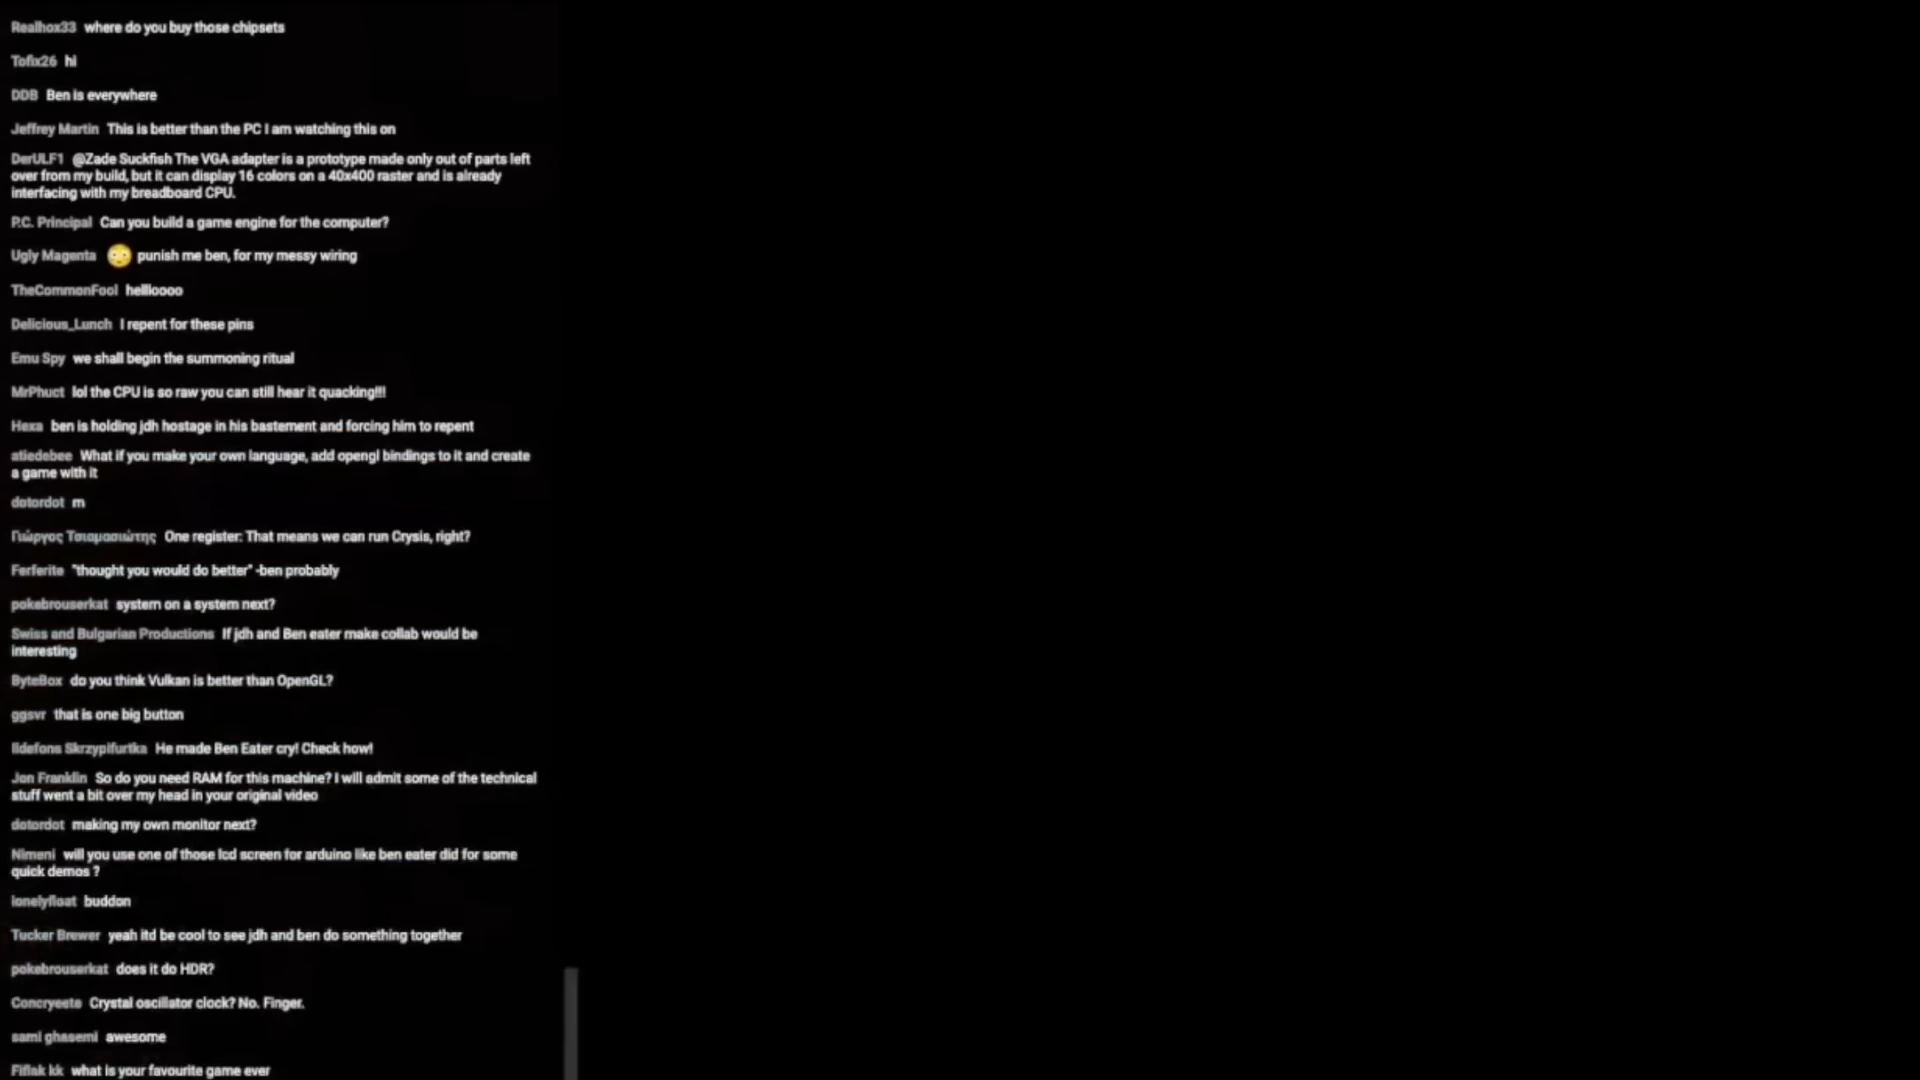 Realhox33 where do you buy those chipsets
Tofix26 hi
DDB Ben is everywhere
Jeffrey Martin This is better than the PC I am watching this on
DerULF1 @Zade Suckfish The VGA adapter is a prototype made only out of parts left
over from my build, but it can display 16 colors on a 40x400 raster and is already
interfacing with my breadboard CPU.
P.C. Principal Can you build a game engine for the computer?
Ugly Magenta 😳 punish me ben, for my messy wiring
TheCommonFool hellloooo
Delicious_Lunch I repent for these pins
Emu Spy we shall begin the summoning ritual
MrPhuct lol the CPU is so raw you can still hear it quacking!!!
Hexa ben is holding jdh hostage in his bastement and forcing him to repent
atiedebee What if you make your own language, add opengl bindings to it and create
a game with it
dotordot m
Γιώργος Τσιαμασιώτης One register: That means we can run Crysis, right?
Ferferite "thought you would do better" -ben probably
pokebrouserkat system on a system next?
Swiss and Bulgarian Productions If jdh and Ben eater make collab would be
interesting
ByteBox do you think Vulkan is better than OpenGL?
ggsvr that is one big button
Ildefons Skrzypifurtka He made Ben Eater cry! Check how!
Jon Franklin So do you need RAM for this machine? I will admit some of the technical
stuff went a bit over my head in your original video
dotordot making my own monitor next?
Nimeni will you use one of those lcd screen for arduino like ben eater did for some
quick demos ?
lonelyfloat buddon
Tucker Brewer yeah itd be cool to see jdh and ben do something together
pokebrouserkat does it do HDR?
Concryeete Crystal oscillator clock? No. Finger.
sami ghasemi awesome
Fiflak kk what is your favourite game ever